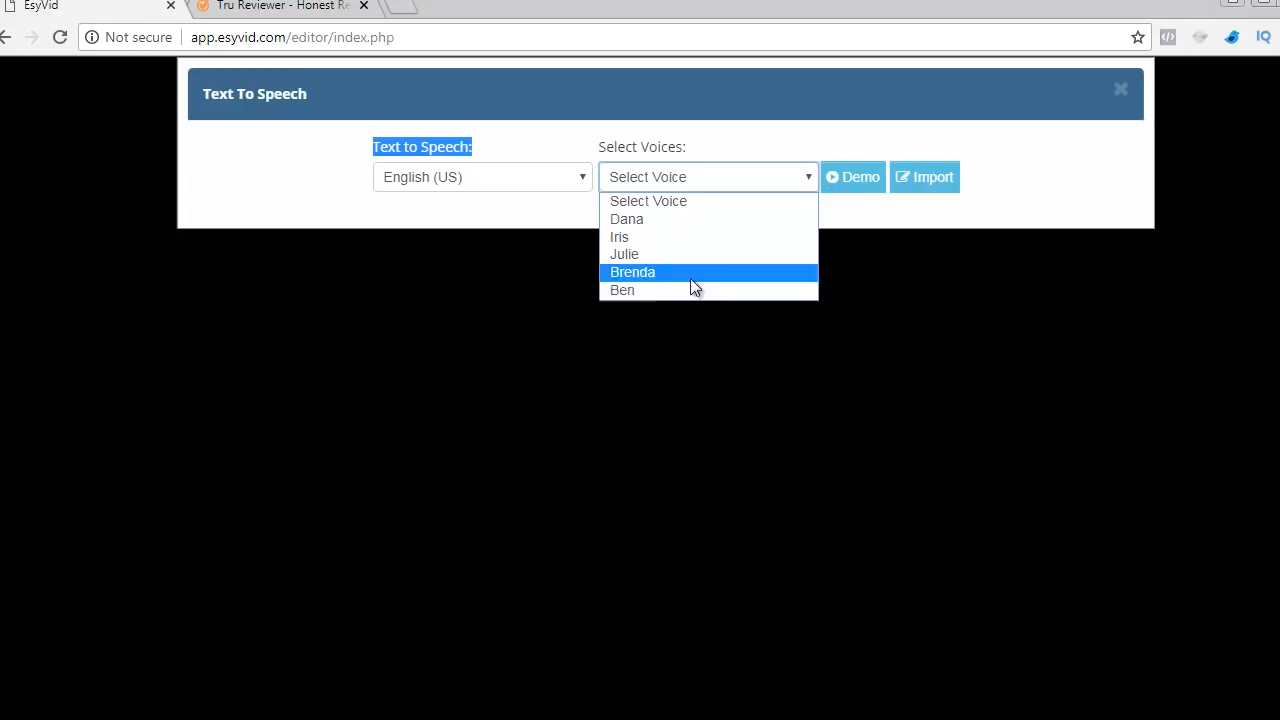 EsyVid
Tru Reviewer - Honest Re
Not secure
app.esyvid.com/editor/index.php
IQ
Text To Speech
Text to Speech:
Select Voices:
English (US)
Select Voice
Demo
Import
Select Voice
Dana
Iris
Julie
Brenda
Ben